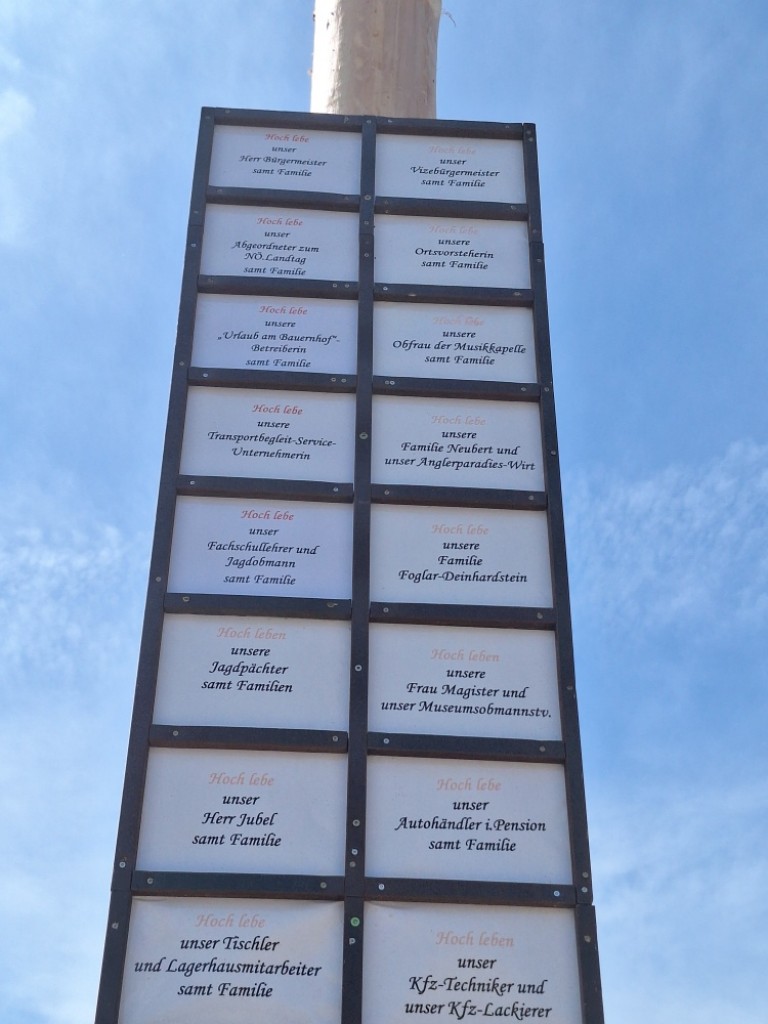 Hoch lebe
unser
Herr Bürgermeister
samt Familie
Hoch lebe
unser
Vizebürgermeister
samt Familie
Hoch lebe
unser
Abgeordneter zum
NÖ.Landtag
samt Familie
Hoch lebe
unsere
Ortsvorsteherin
samt Familie
Hoch lebe
unsere
„Urlaub am Bauernhof"-
Betreiberin
samt Familie
Hoch lebe
unsere
Obfrau der Musikkapelle
samt Familie
Hoch lebe
unsere
Transportbegleit-Service-
Unternehmerin
Hoch lebe
unsere
Familie Neubert und
unser Anglerparadies-Wirt
Hoch lebe
unser
Fachschullehrer und
Jagdobmann
samt Familie
Hoch lebe
unsere
Familie
Foglar-Deinhardstein
Hoch leben
unsere
Jagdpächter
samt Familien
Hoch leben
unsere
Frau Magister und
unser Museumsobmannstv.
Hoch lebe
unser
Herr Jubel
samt Familie
Hoch lebe
unser
Autohändler i.Pension
samt Familie
Hoch lebe
unser Tischler
und Lagerhausmitarbeiter
samt Familie
Hoch leben
unser
Kfz-Techniker und
unser Kfz-Lackierer